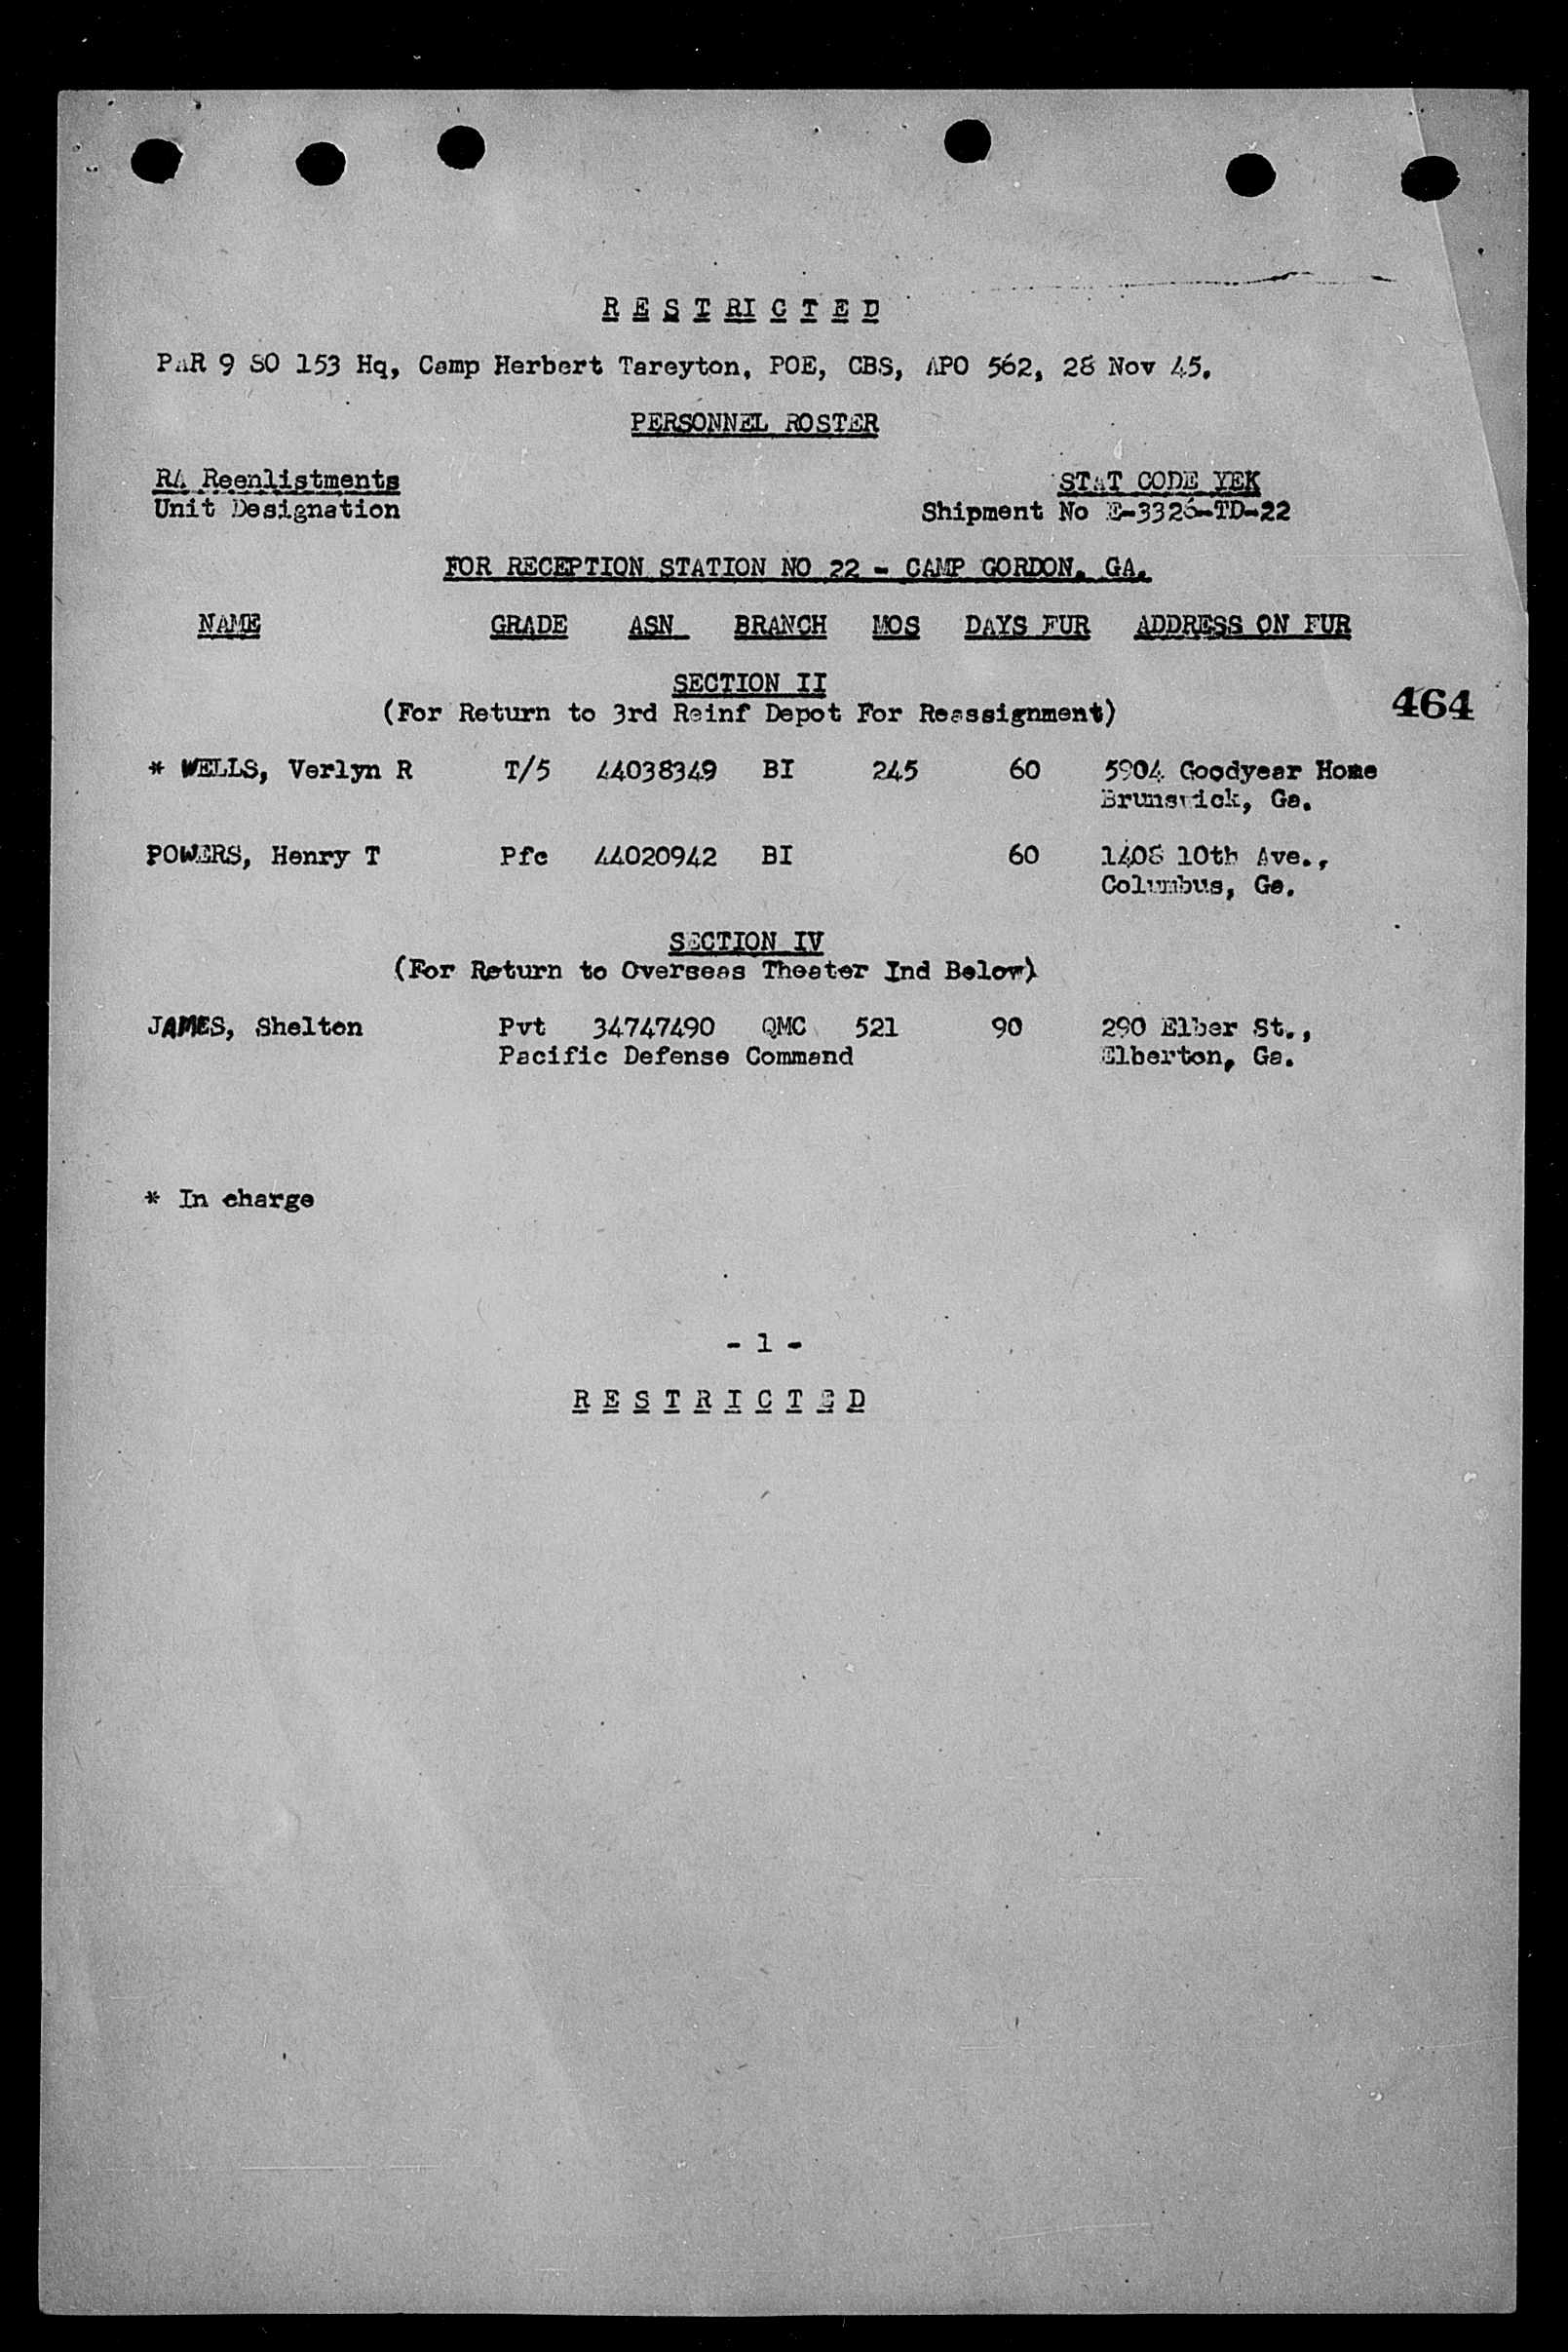 R E S T RI C T E D
PAR 9 SO 153 Hq, Camp Herbert Tareyton, POE, CBS, APO 562, 28 Nov 45.
PERSONNEL ROSTER
RA Reenlistments STAT CODE YEK
Unit Designation Shipment No E-3326-TD-22
FOR RECEPTION STATION NO 22 - CAMP GORDON, GA.
NAME GRADE ASN BRANCH MOS DAYS FUR ADDRESS ON FUR
SECTION II
(For Return to 3rd Reinf Depot For Reassignment) 464
* WELLS, Verlyn R T/5 44038349 BI 245 60 5904 Goodyear Home
Brunswick, Ga.
POWERS, Henry T Pfc 44020942 BI 60 1408 10th Ave.,
Columbus, Ga.
SECTION IV
(For Return to Overseas Theater Ind Below)
JAMES, Shelton Pvt 34747490 QMC 521 90 290 Elber St.,
Pacific Defense Command Elberton, Ga.
* In charge
- 1 -
R E S T R I C T E D